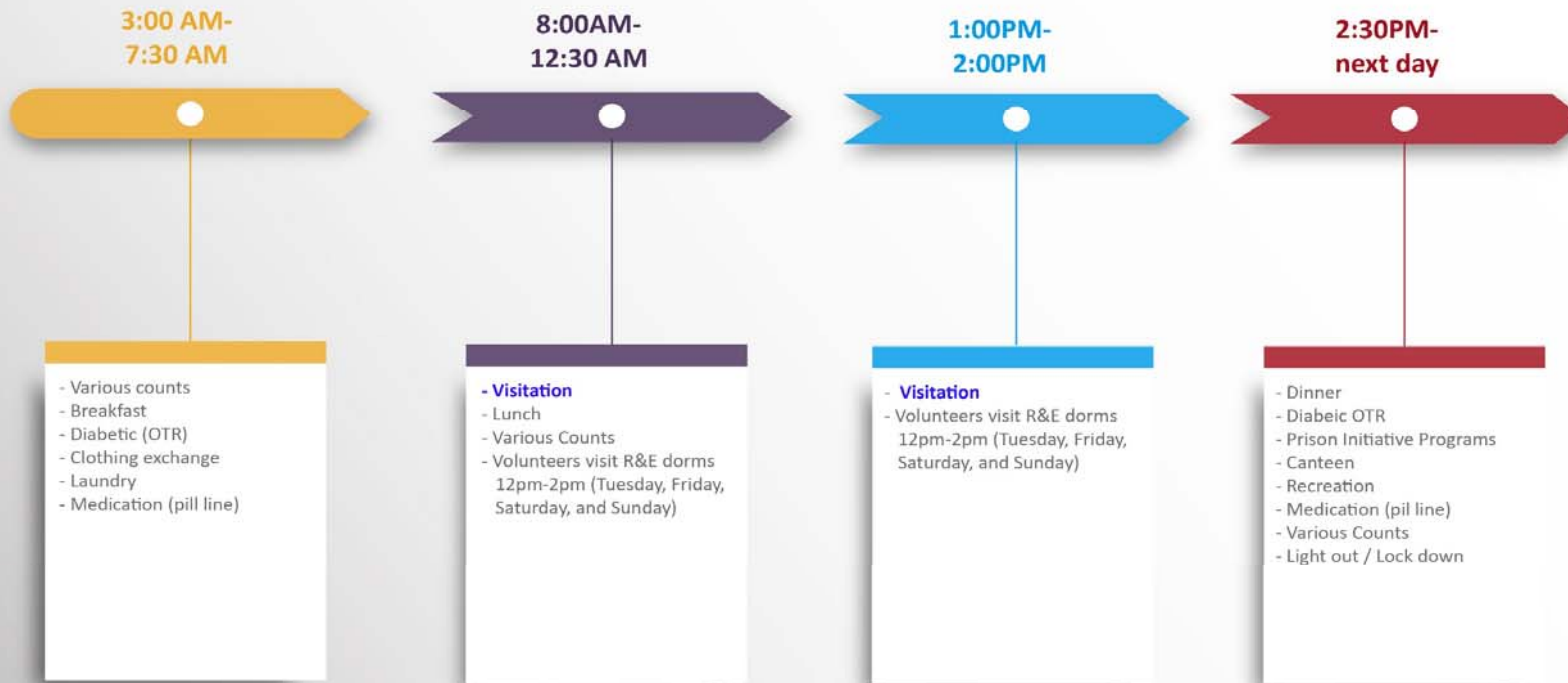 3:00 AM-
7:30 AM
8:00AM-
12:30 AM
1:00PM-
2:00PM
2:30PM-
next day
- Various counts
- Breakfast
- Diabetic (OTR)
- Clothing exchange
- Laundry
- Medication (pill line)
- Visitation
- Lunch
- Various Counts
- Volunteers visit R&E dorms
12pm-2pm (Tuesday, Friday,
Saturday, and Sunday)
- Visitation
- Volunteers visit R&E dorms
12pm-2pm (Tuesday, Friday,
Saturday, and Sunday)
- Dinner
- Diabeic OTR
- Prison Initiative Programs
- Canteen
- Recreation
- Medication (pil line)
- Various Counts
- Light out / Lock down